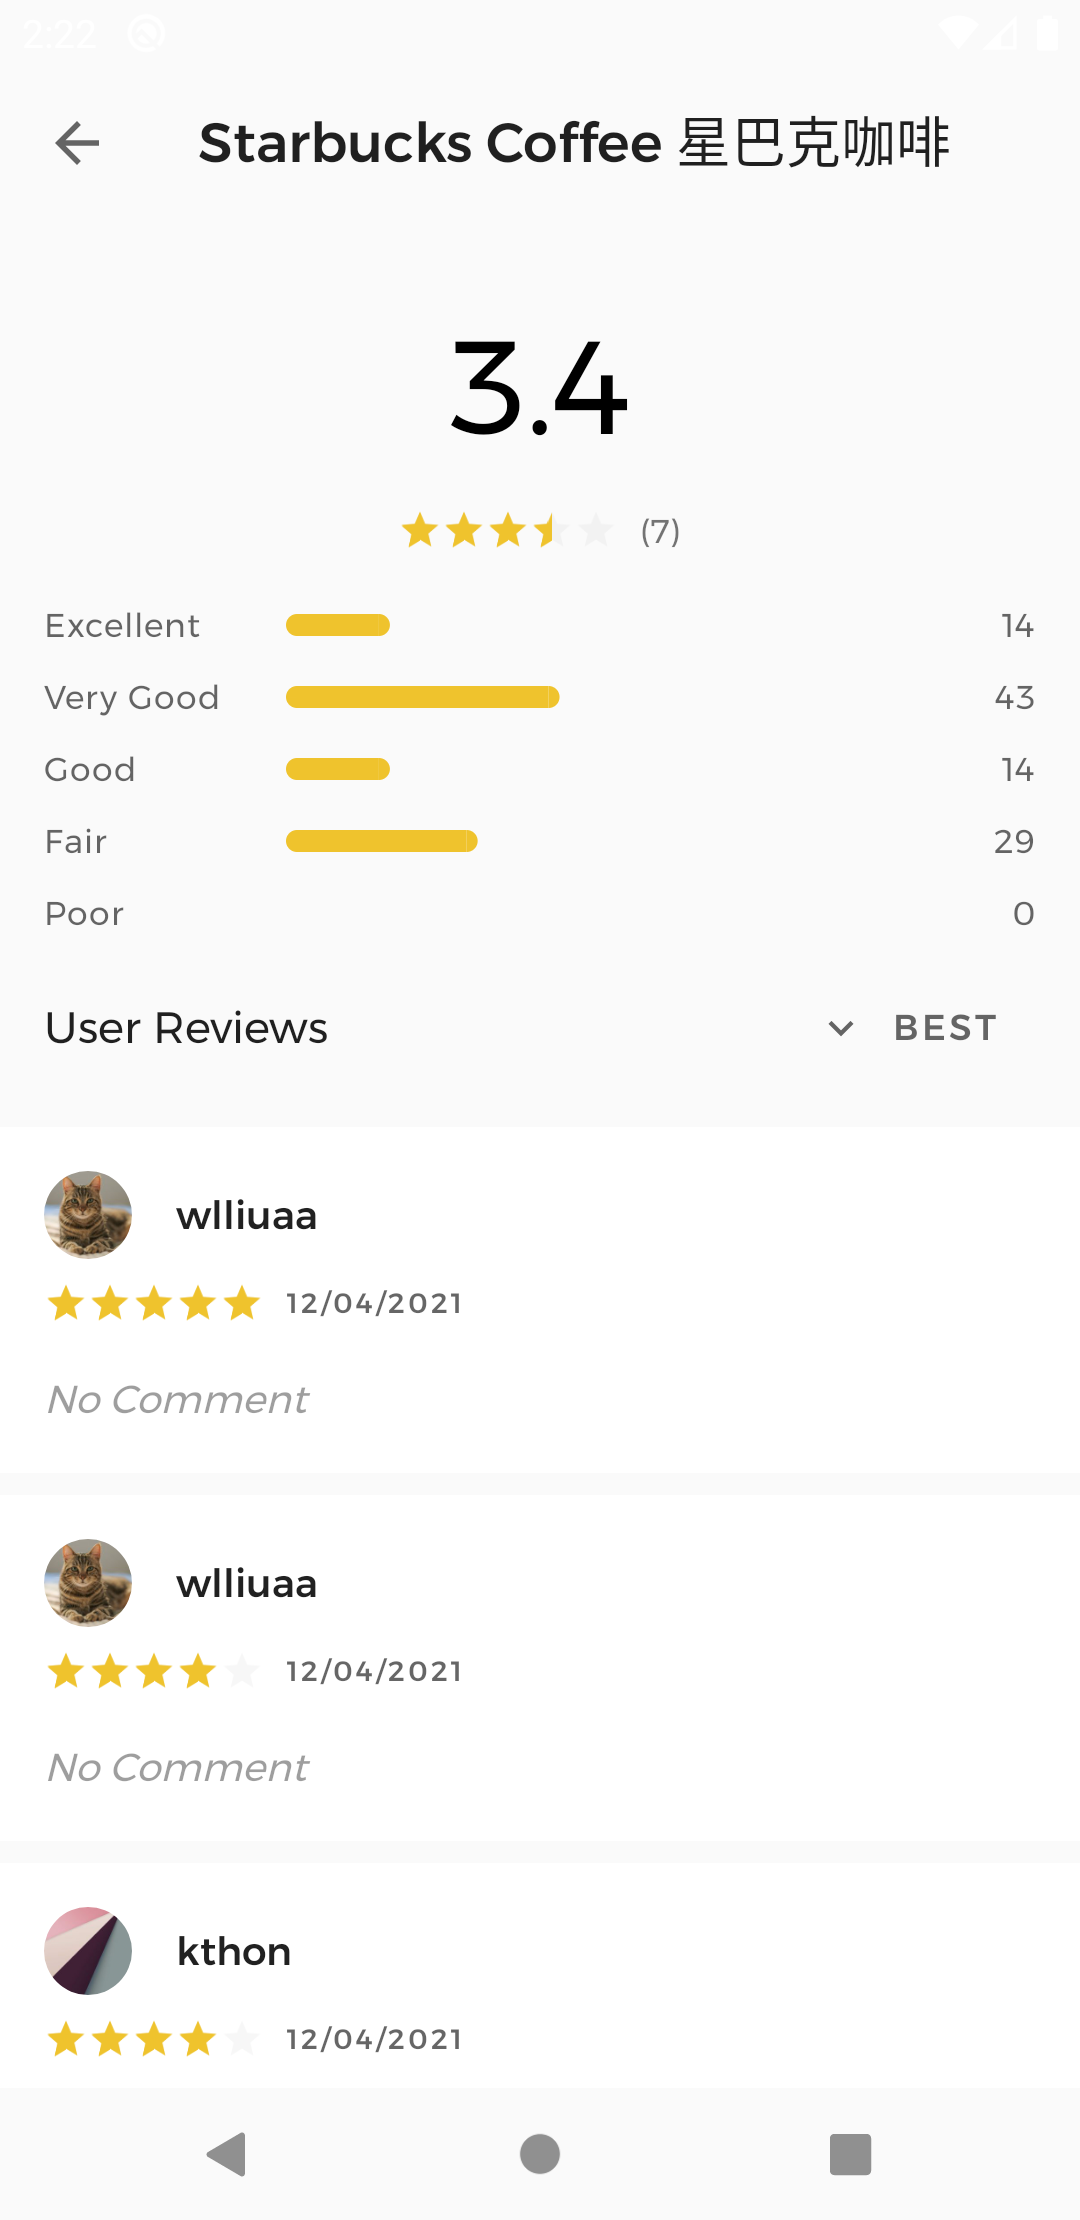 2:22
Starbucks Coffee 星巴克咖啡
3.4
(7)
Excellent 14
Very Good 43
Good 14
Fair 29
Poor 0
User Reviews BEST
wlliuaa
12/04/2021
No Comment
wlliuaa
12/04/2021
No Comment
kthon
12/04/2021